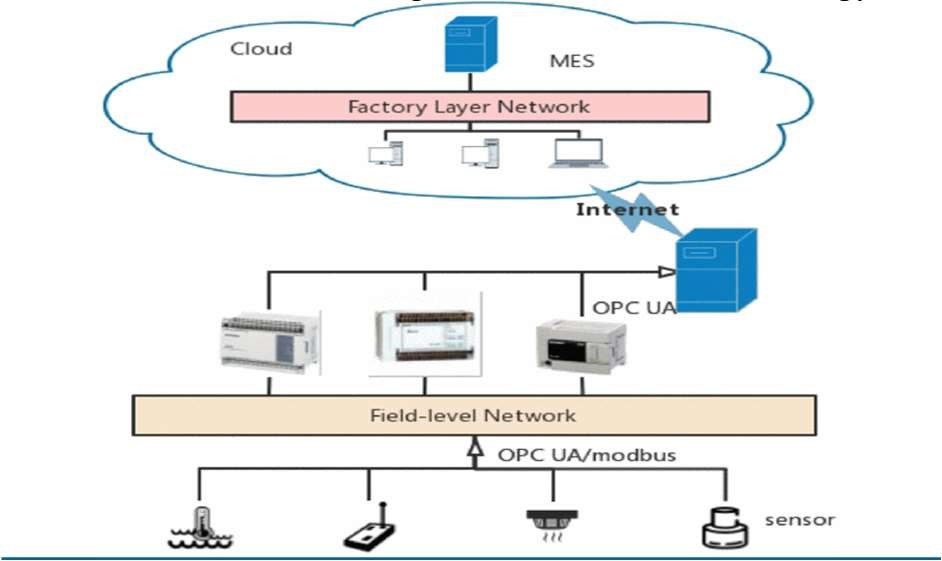 Cloud
MES
Factory Layer Network
Internet
OPC UA
Field-level Network
OPC UA/modbus
sensor